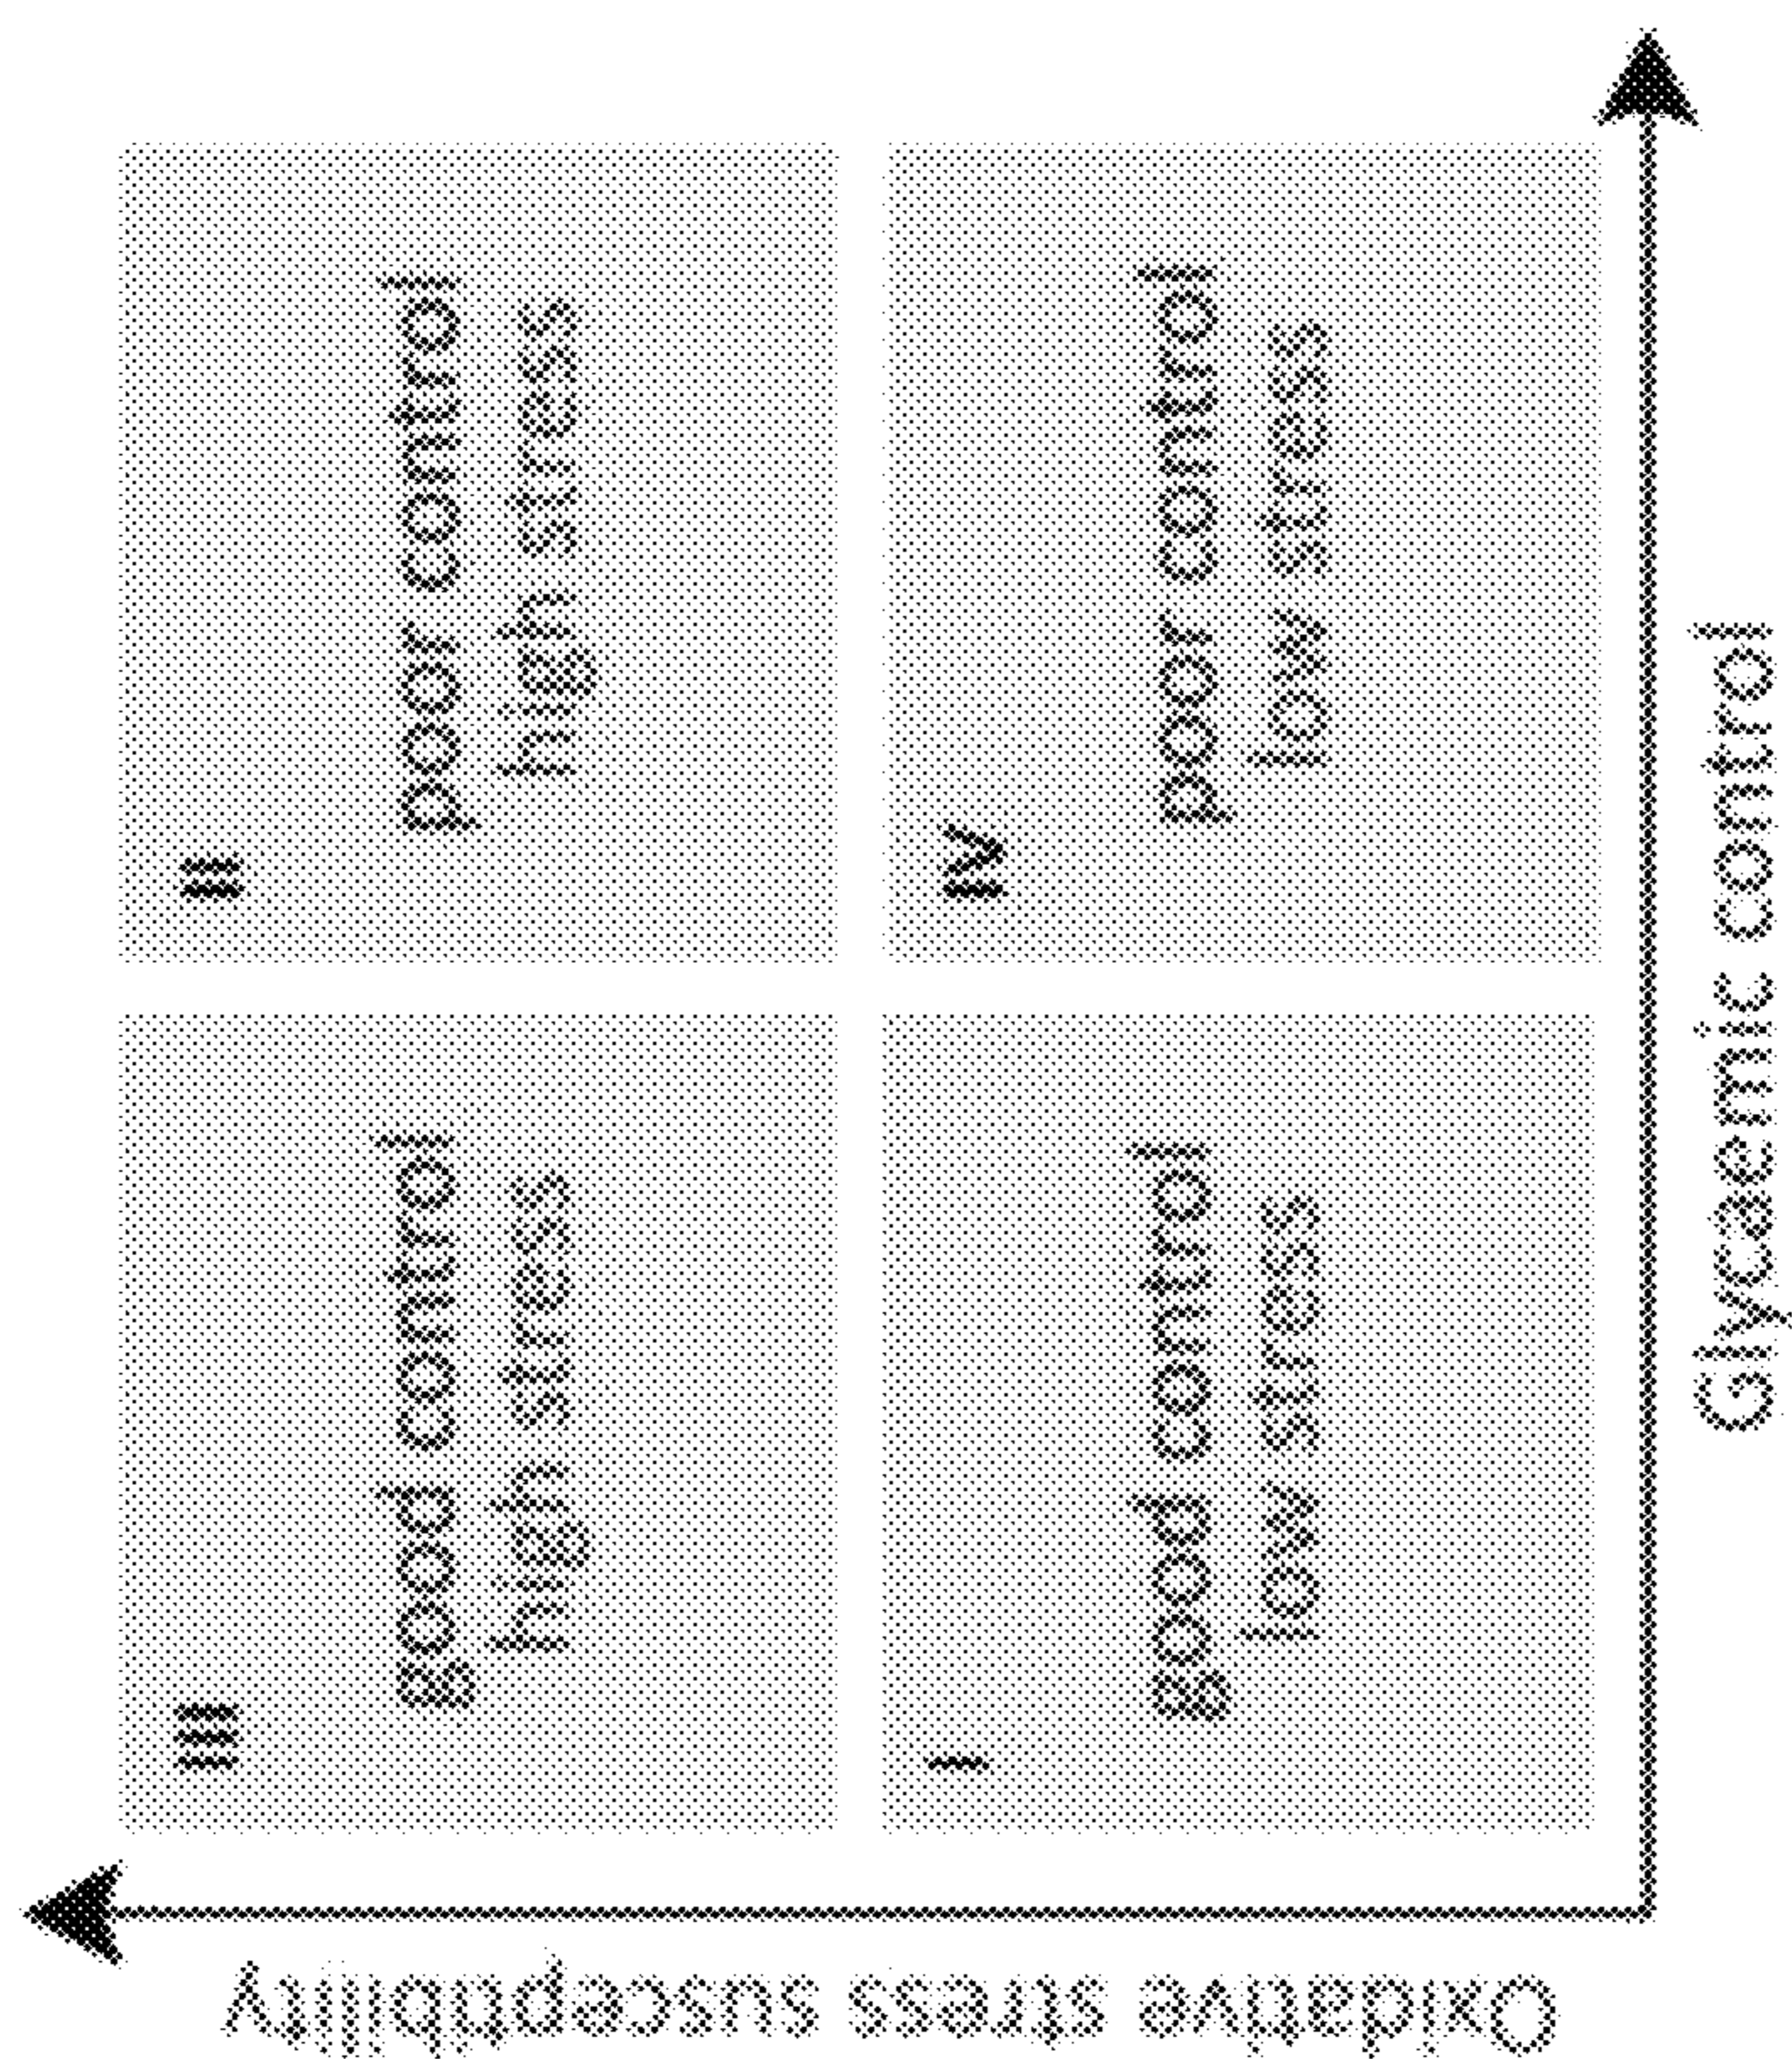 Oxidative stress susceptibility
III
good control
high stress
II
poor control
high stress
I
good control
low stress
IV
poor control
low stress
Glycaemic control